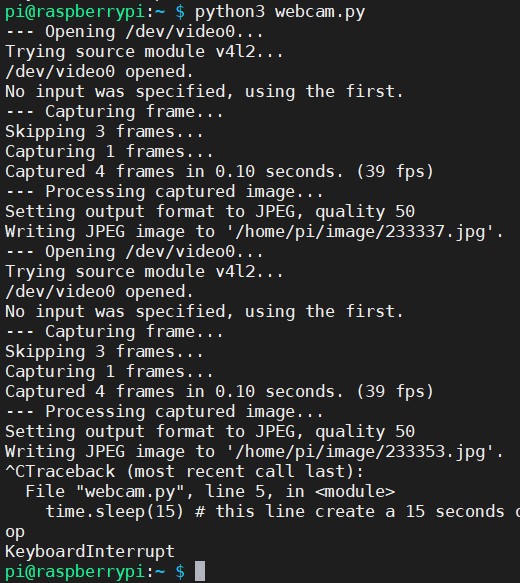 pi@raspberrypi:~ $ python3 webcam.py
--- Opening /dev/video0...
Trying source module v4l2...
/dev/video0 opened.
No input was specified, using the first.
--- Capturing frame...
Skipping 3 frames...
Capturing 1 frames...
Captured 4 frames in 0.10 seconds. (39 fps)
--- Processing captured image...
Setting output format to JPEG, quality 50
Writing JPEG image to '/home/pi/image/233337.jpg'.
--- Opening /dev/video0...
Trying source module v4l2...
/dev/video0 opened.
No input was specified, using the first.
--- Capturing frame...
Skipping 3 frames...
Capturing 1 frames...
Captured 4 frames in 0.10 seconds. (39 fps)
--- Processing captured image...
Setting output format to JPEG, quality 50
Writing JPEG image to '/home/pi/image/233353.jpg'.
^CTraceback (most recent call last):
  File "webcam.py", line 5, in <module>
    time.sleep(15) # this line create a 15 seconds
op
KeyboardInterrupt
pi@raspberrypi:~ $